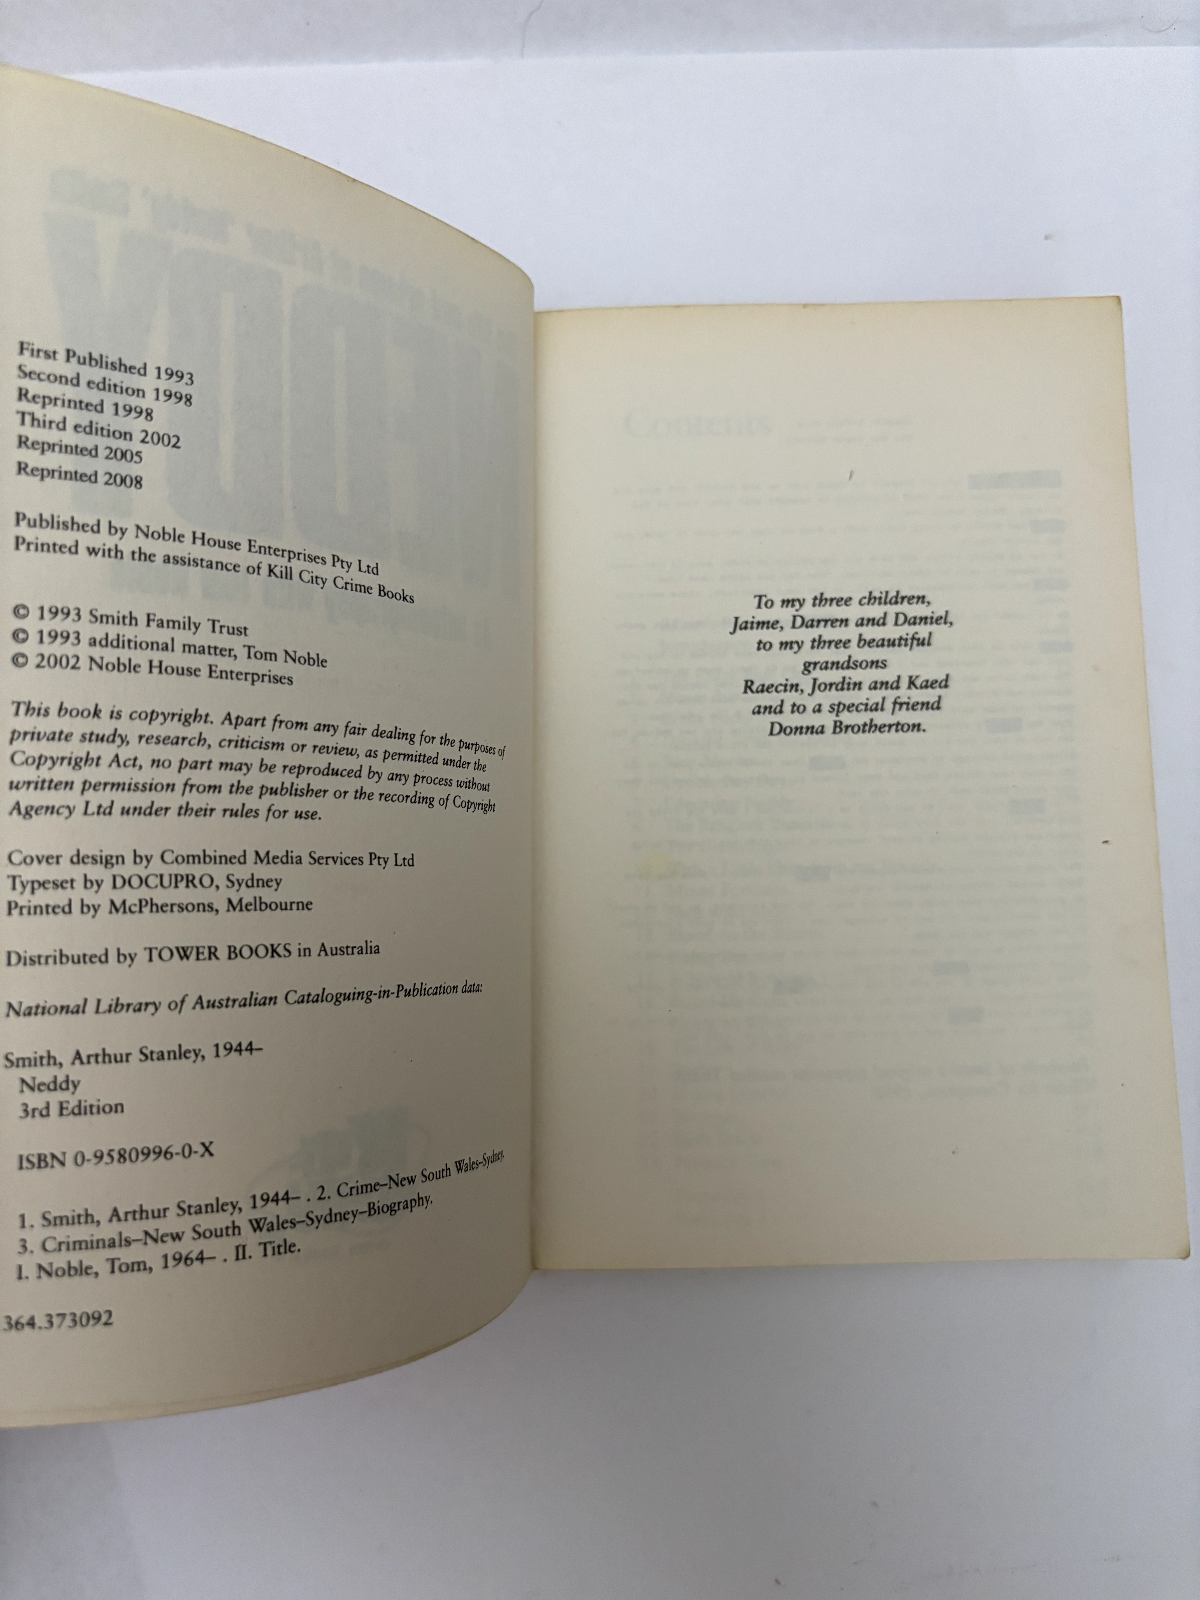 First Published 1993
Second edition 1998
Reprinted 1998
Third edition 2002
Reprinted 2005
Reprinted 2008
Published by Noble House Enterprises Pty Ltd
Printed with the assistance of Kill City Crime Books
© 1993 Smith Family Trust
© 1993 additional matter, Tom Noble
© 2002 Noble House Enterprises
This book is copyright. Apart from any fair dealing for the purposes of
private study, research, criticism or review, as permitted under the
Copyright Act, no part may be reproduced by any process without
written permission from the publisher or the recording of Copyright
Agency Ltd under their rules for use.
Cover design by Combined Media Services Pty Ltd
Typeset by DOCUPRO, Sydney
Printed by McPhersons, Melbourne
Distributed by TOWER BOOKS in Australia
National Library of Australian Cataloguing-in-Publication data:
Smith, Arthur Stanley, 1944–
Neddy
3rd Edition
ISBN 0-9580996-0-X
1. Smith, Arthur Stanley, 1944– . 2. Crime–New South Wales–Sydney.
3. Criminals–New South Wales–Sydney–Biography.
I. Noble, Tom, 1964– . II. Title.
364.373092
To my three children,
Jaime, Darren and Daniel,
to my three beautiful
grandsons
Raecin, Jordin and Kaed
and to a special friend
Donna Brotherton.